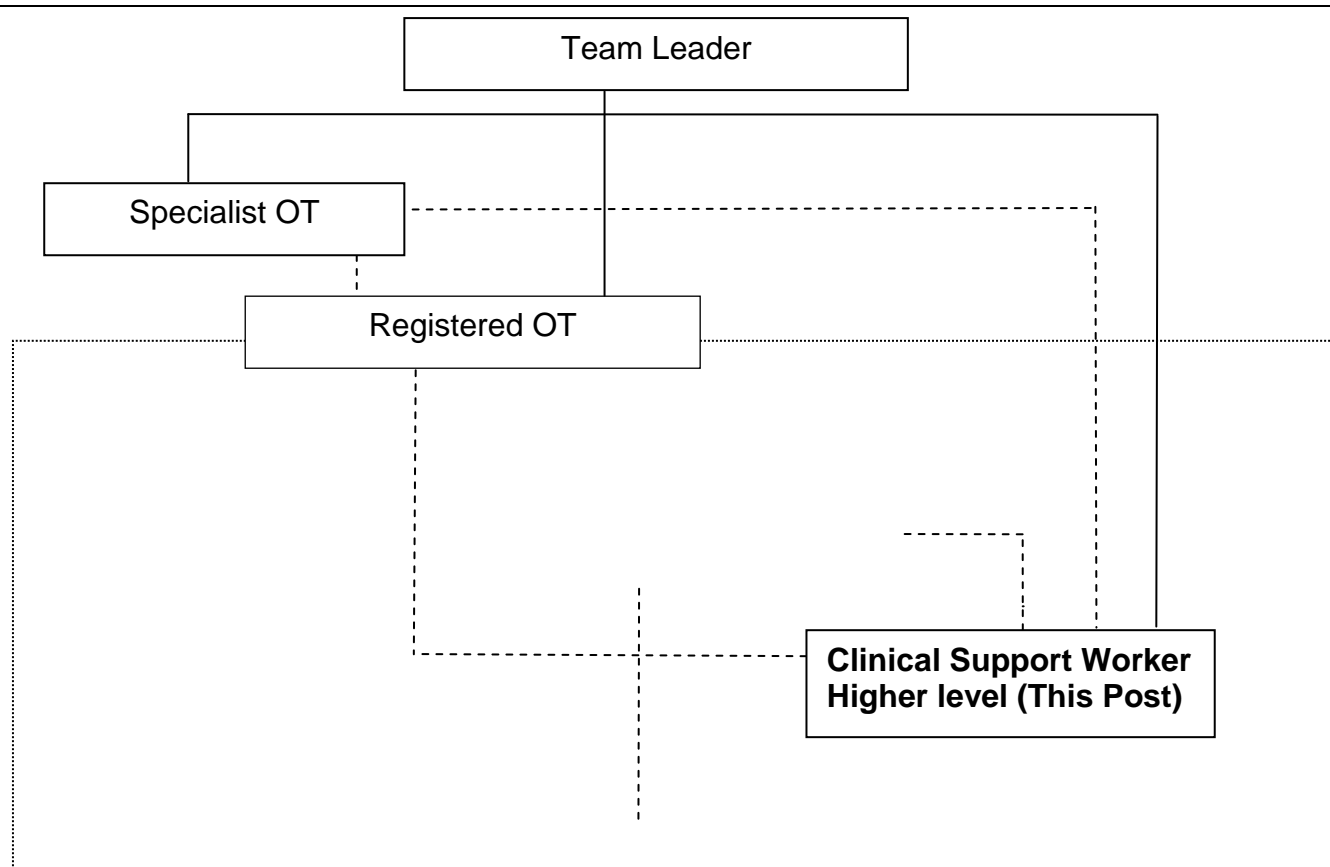 Team Leader
Specialist OT
Registered OT
Clinical Support Worker
Higher level (This Post)